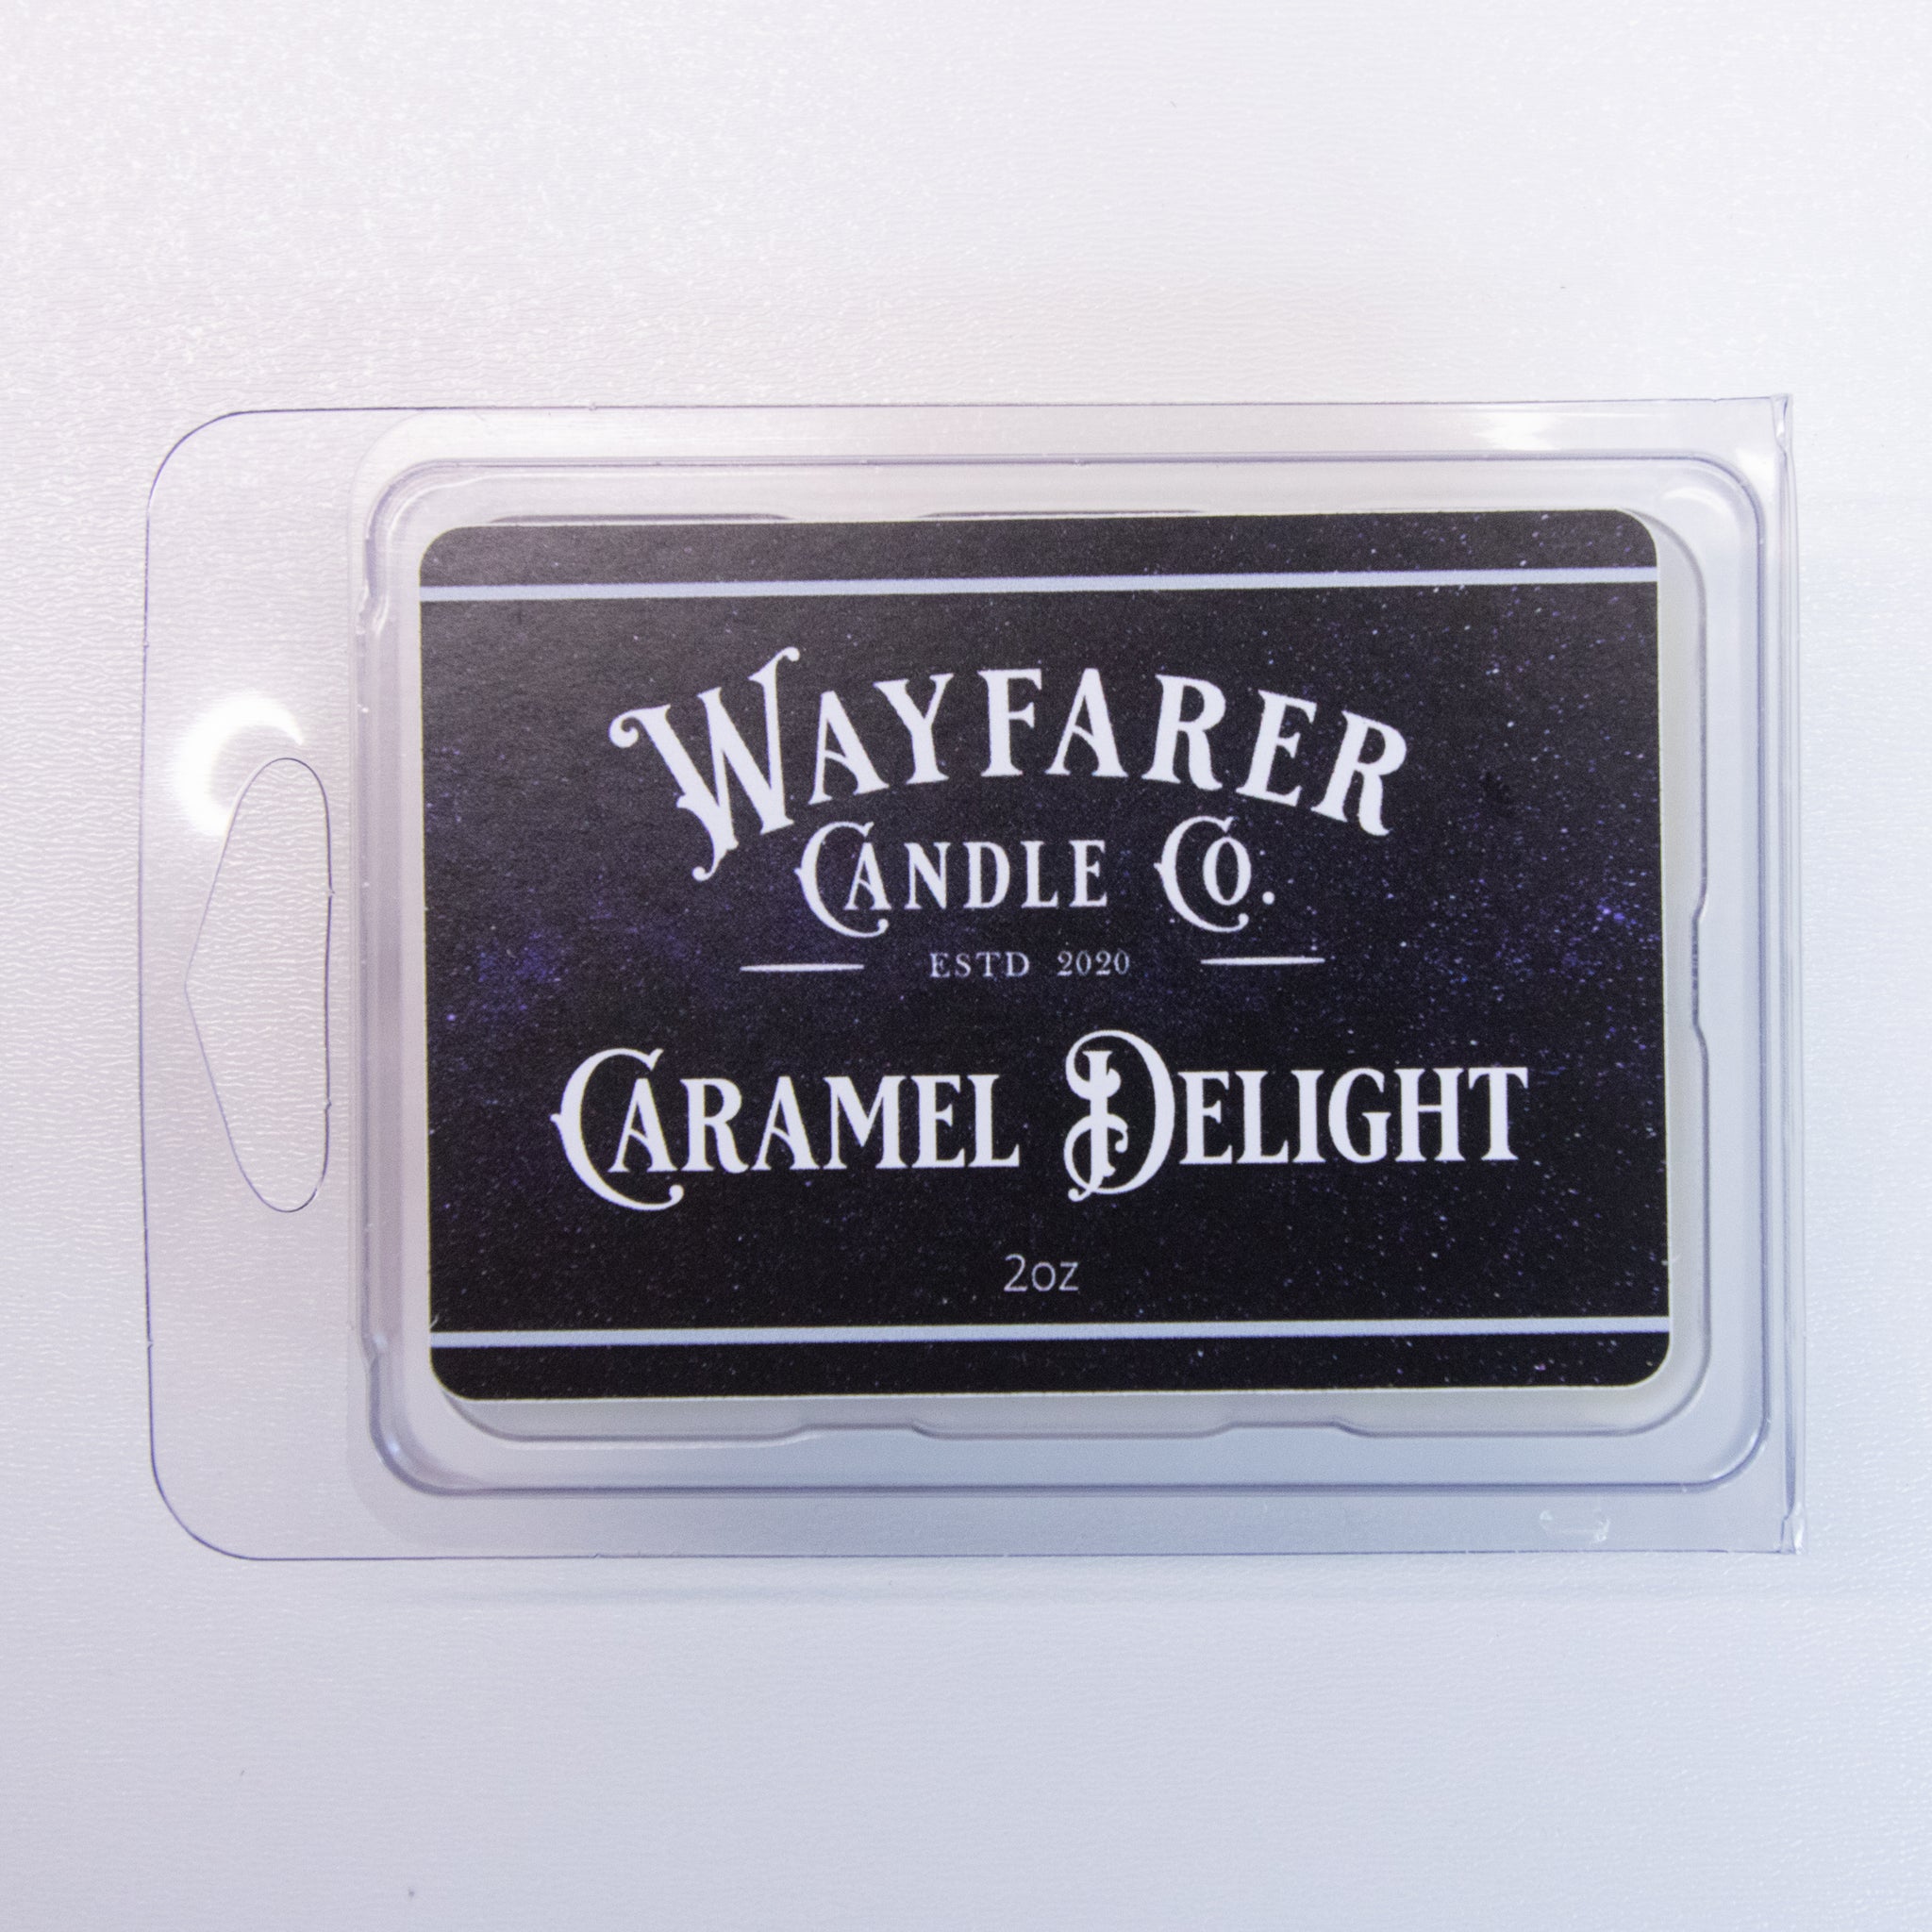 WAYFARER
CANDLE CO.
ESTD 2020
CARAMEL DELIGHT
2oz